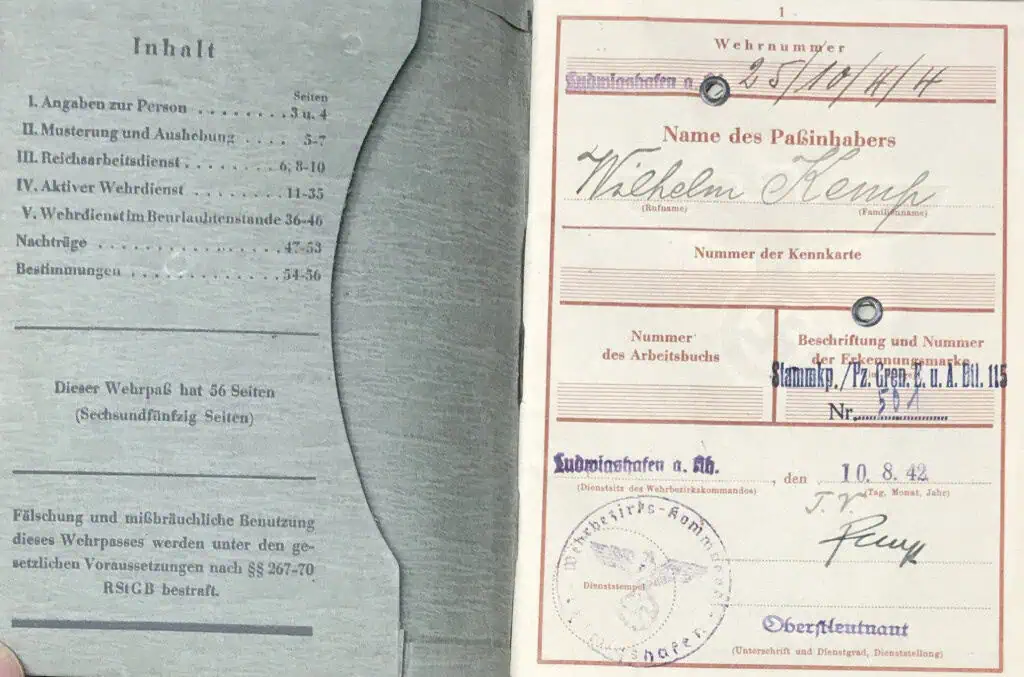 Inhalt
Seiten
I. Angaben zur Person . . . . . . . . 3 u. 4
II. Musterung und Aushebung . . . . 5-7
III. Reichsarbeitsdienst . . . . . . . . 6, 8-10
IV. Aktiver Wehrdienst . . . . . . . . 11-35
V. Wehrdienst im Beurlaubtenstande 36-46
Nachträge . . . . . . . . . . . . . . 47-53
Bestimmungen . . . . . . . . . . . . 54-56
Dieser Wehrpaß hat 56 Seiten
(Sechsundfünfzig Seiten)
Fälschung und mißbräuchliche Benutzung
dieses Wehrpasses werden unter den ge-
setzlichen Voraussetzungen nach §§ 267-70
RStGB bestraft.
1
Wehrnummer
Ludwigshafen a. 25/10/4/4
Name des Paßinhabers
Wilhelm Kemp
(Rufname) (Familienname)
Nummer der Kennkarte
Nummer
des Arbeitsbuchs
Beschriftung und Nummer
der Erkennungsmarke
Stammkp./Pz. Gren. E. u. A. Btl. 115
Nr. 501
Ludwigshafen a. Rh. , den 10. 8. 42
(Dienstsitz des Wehrbezirkskommandos) (Tag, Monat, Jahr)
Wehrbezirks-Kommando
Dienststempel
Oberstleutnant
(Unterschrift und Dienstgrad, Dienststellung)